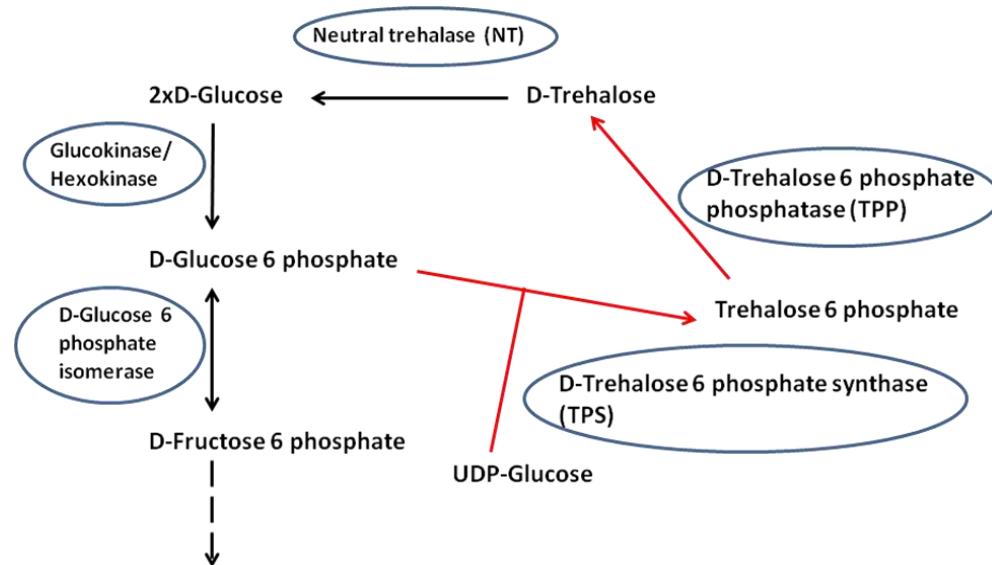 Neutral trehalase (NT)
2xD-Glucose
D-Trehalose
Glucokinase/
Hexokinase
D-Trehalose 6 phosphate
phosphatase (TPP)
D-Glucose 6 phosphate
Trehalose 6 phosphate
D-Glucose 6
phosphate
isomerase
D-Trehalose 6 phosphate synthase
(TPS)
D-Fructose 6 phosphate
UDP-Glucose